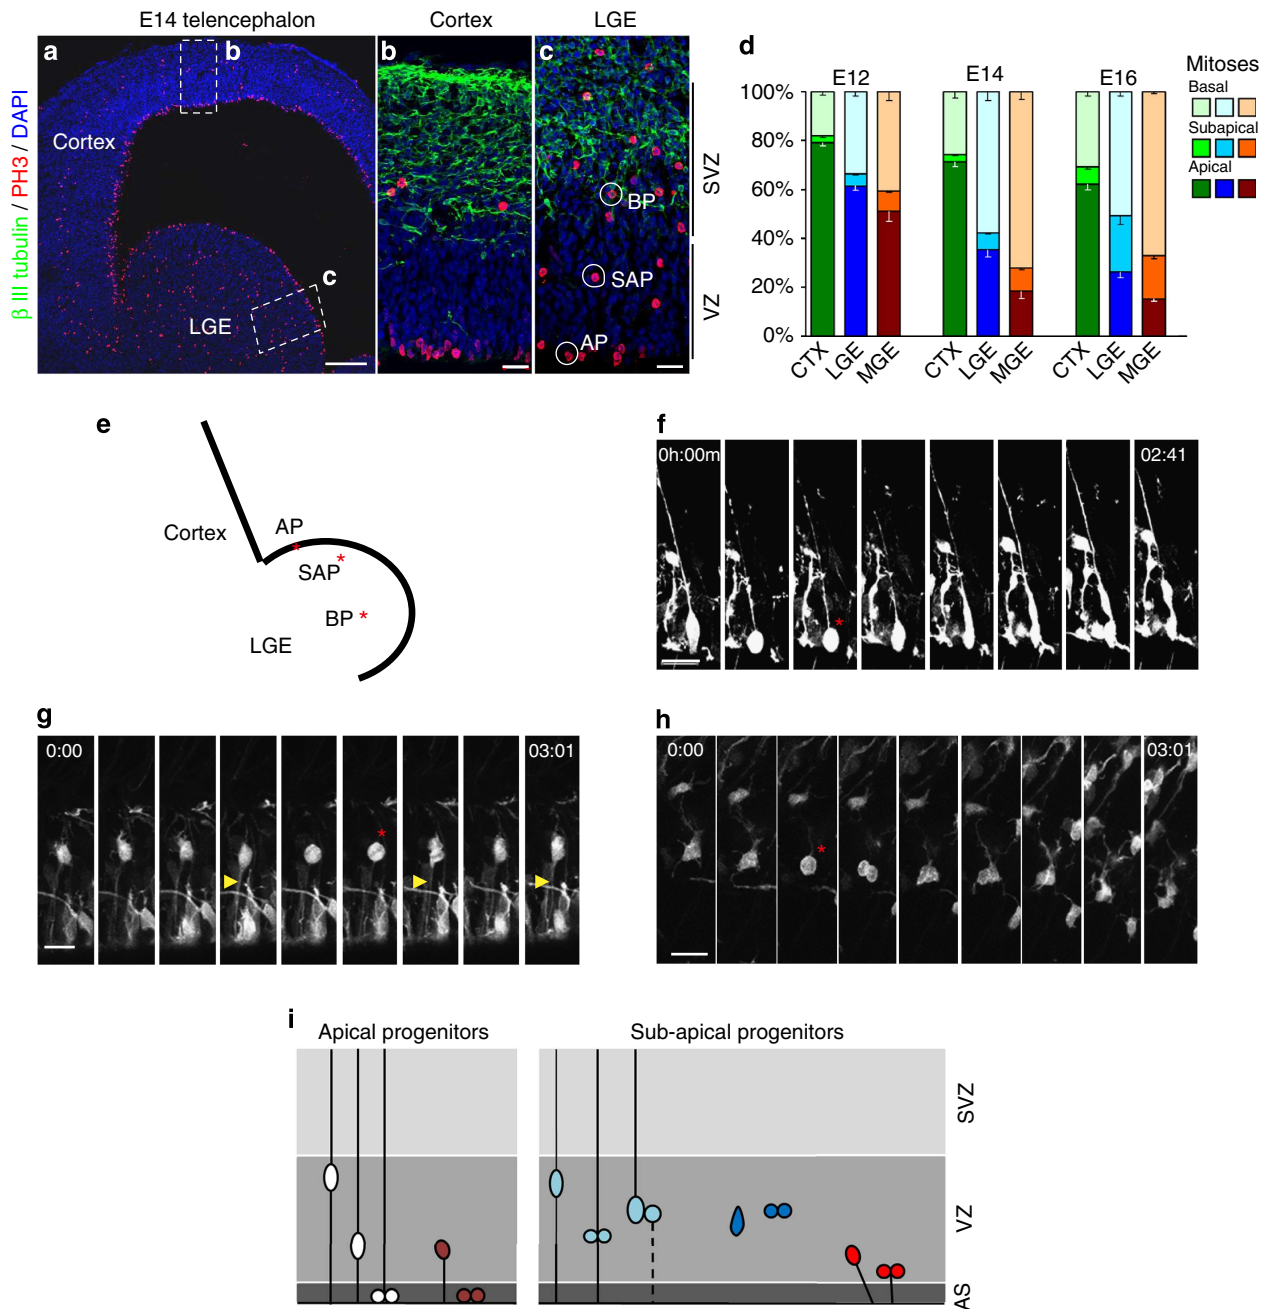 E14 telencephalon
Cortex
LGE
β III tubulin / PH3 / DAPI
a
b
Cortex
LGE
c
b
c
BP
SAP
AP
SVZ
VZ
d
E12
E14
E16
100%
80%
60%
40%
20%
0%
CTX
LGE
MGE
CTX
LGE
MGE
CTX
LGE
MGE
Mitoses
Basal
Subapical
Apical
e
Cortex
AP
*
SAP
*
BP *
LGE
f
0h:00m
02:41
*
g
0:00
03:01
*
h
0:00
03:01
*
i
Apical progenitors
Sub-apical progenitors
SVZ
VZ
AS